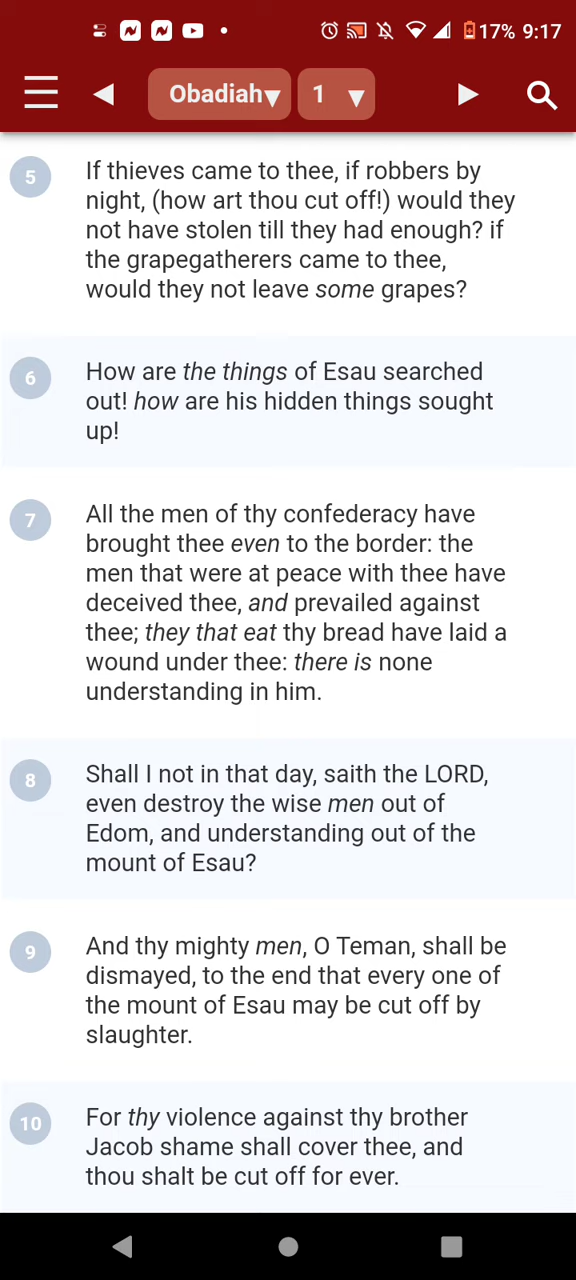 17% 9:17
Obadiah 1
5 If thieves came to thee, if robbers by
night, (how art thou cut off!) would they
not have stolen till they had enough? if
the grapegatherers came to thee,
would they not leave some grapes?
6 How are the things of Esau searched
out! how are his hidden things sought
up!
7 All the men of thy confederacy have
brought thee even to the border: the
men that were at peace with thee have
deceived thee, and prevailed against
thee; they that eat thy bread have laid a
wound under thee: there is none
understanding in him.
8 Shall I not in that day, saith the LORD,
even destroy the wise men out of
Edom, and understanding out of the
mount of Esau?
9 And thy mighty men, O Teman, shall be
dismayed, to the end that every one of
the mount of Esau may be cut off by
slaughter.
10 For thy violence against thy brother
Jacob shame shall cover thee, and
thou shalt be cut off for ever.